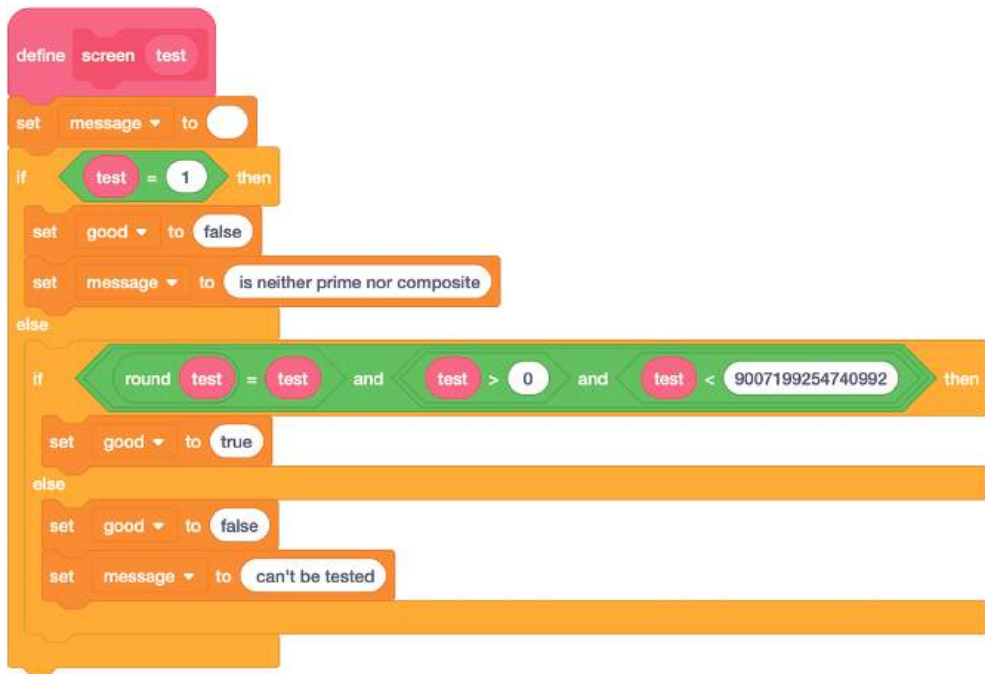 define screen test
set message to
if test = 1 then
set good to false
set message to is neither prime nor composite
else
if round test = test and test > 0 and test < 9007199254740992 then
set good to true
else
set good to false
set message to can't be tested